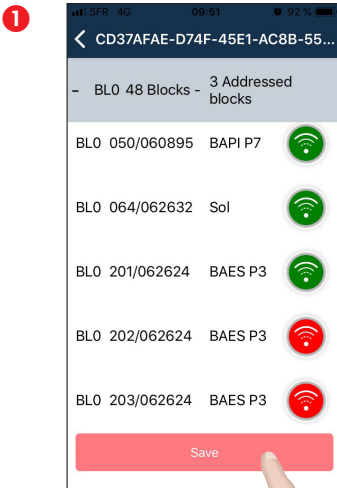 1
SFR 4G 09:51 92 %
CD37AFAE-D74F-45E1-AC8B-55...
- BL0 48 Blocks - 3 Addressed
blocks
BL0 050/060895 BAPI P7
BL0 064/062632 Sol
BL0 201/062624 BAES P3
BL0 202/062624 BAES P3
BL0 203/062624 BAES P3
Save